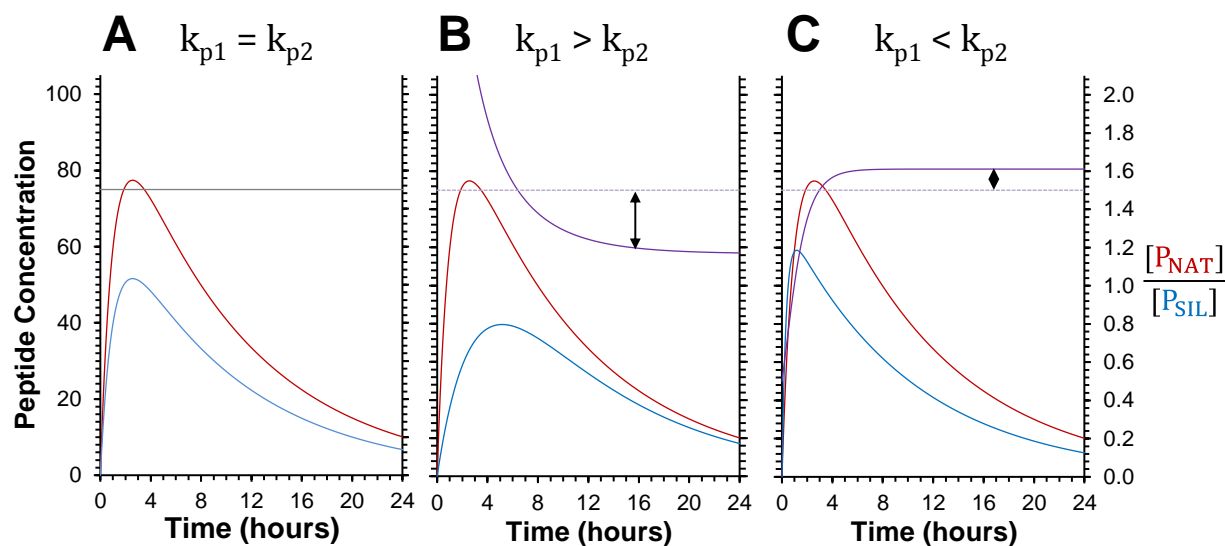 A k_p1 = k_p2
B k_p1 > k_p2
C k_p1 < k_p2
Peptide Concentration
100
80
60
40
20
0
0 4 8 12 16 20 24
Time (hours)
0 4 8 12 16 20 24
Time (hours)
0 4 8 12 16 20 24
Time (hours)
2.0
1.8
1.6
1.4
1.2
1.0
0.8
0.6
0.4
0.2
0.0
[P_NAT]
[P_SIL]